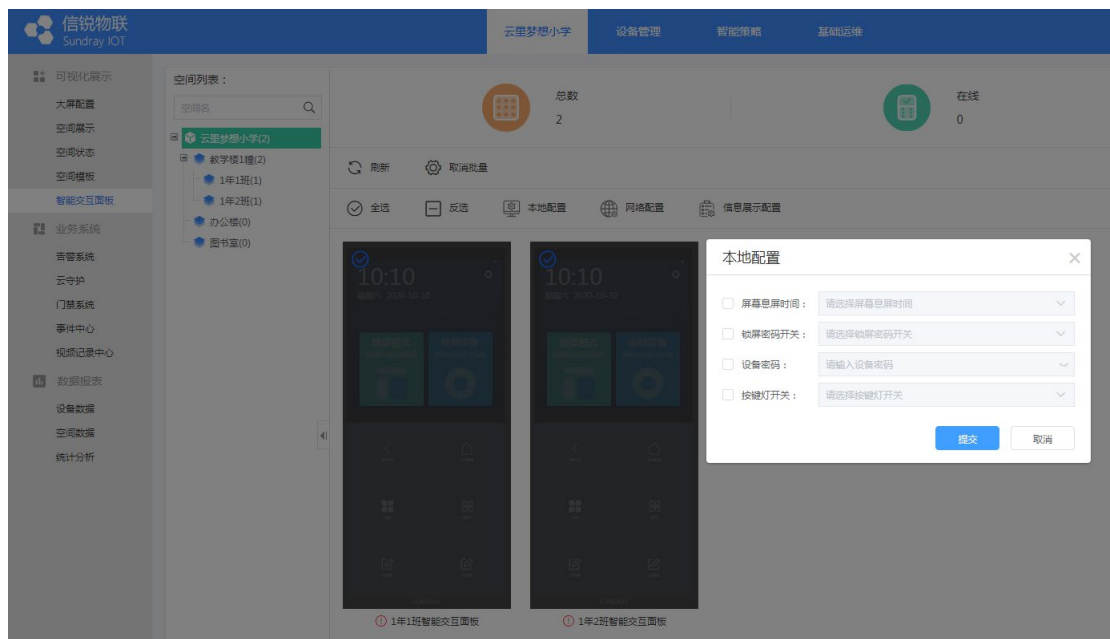 信锐物联
Sundray IOT
云里梦想小学 设备管理 智能策略 基础运维
可视化展示
大屏配置
空间展示
空间状态
空间模板
智能交互面板
业务系统
告警系统
云守护
门禁系统
事件中心
视频记录中心
数据报表
设备数据
空间数据
统计分析
空间列表：
空间名
云里梦想小学(2)
教学楼1幢(2)
1年1班(1)
1年2班(1)
办公楼(0)
图书室(0)
总数
2
在线
0
刷新 取消批量
全选 反选 本地配置 网络配置 信息展示配置
10:10
星期六 2020-10-10
10:10
星期六 2020-10-10
1年1班智能交互面板
1年2班智能交互面板
本地配置
屏幕息屏时间： 请选择屏幕息屏时间
锁屏密码开关： 请选择锁屏密码开关
设备密码： 请输入设备密码
按键灯开关： 请选择按键灯开关
提交 取消